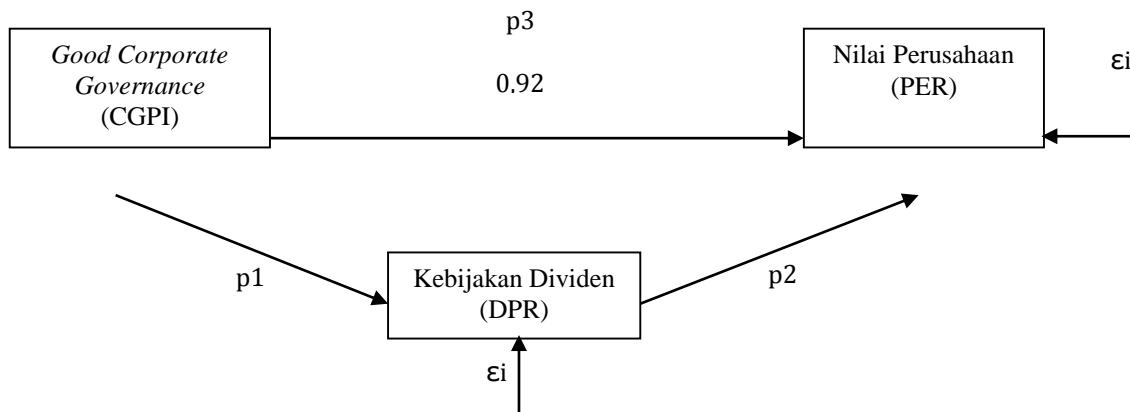 p3
Good Corporate
Governance
(CGPI)
0.92
Nilai Perusahaan
(PER)
εi
p1
Kebijakan Dividen
(DPR)
p2
εi